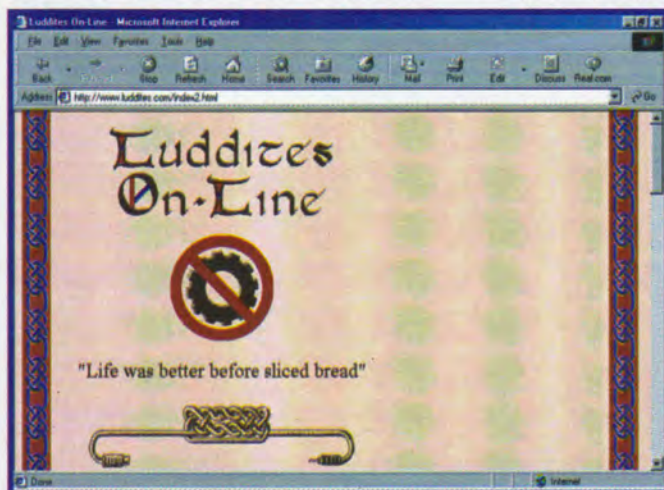 Luddites On-Line - Microsoft Internet Explorer
File Edit View Favorites Tools Help
Back Stop Refresh Home Search Favorites History Mail Print Edit Discuss Real.com
Address http://www.luddites.com/index2.html Go
Luddites
On-Line
"Life was better before sliced bread"
Done Internet